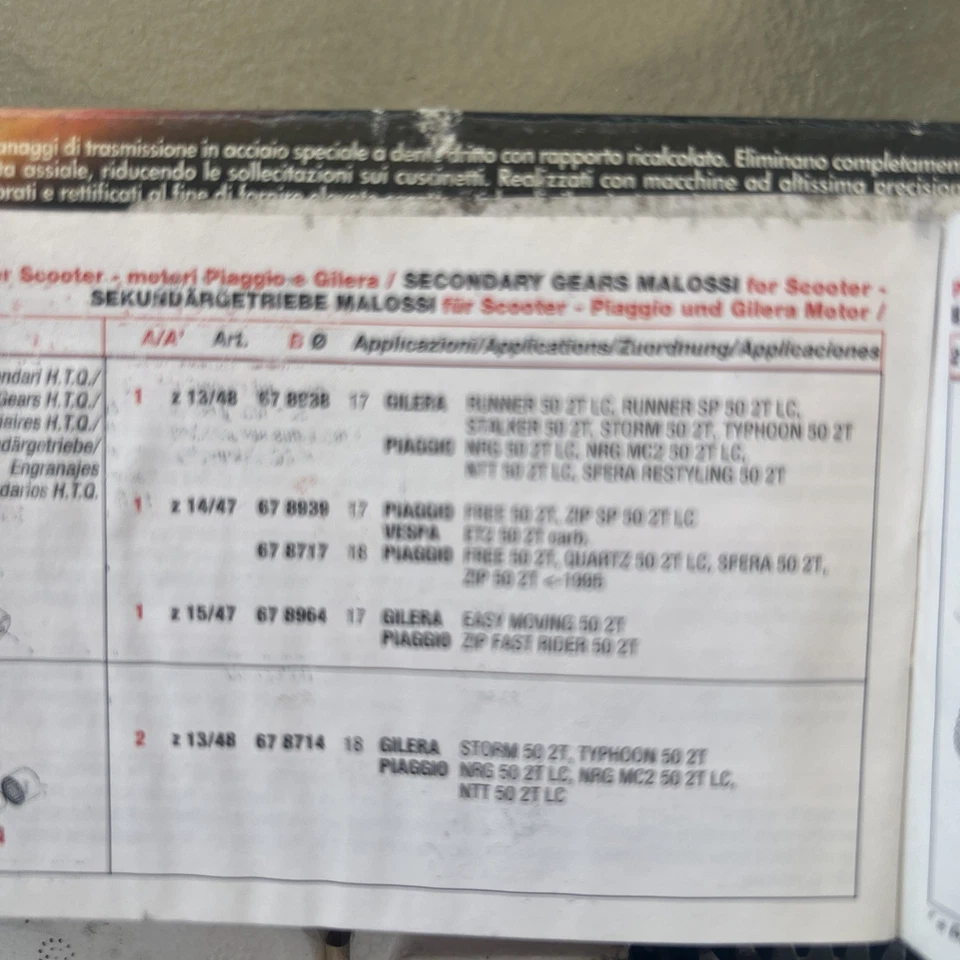 anaggi di trasmissione in acciaio speciale a dente dritto con rapporto ricalcolato. Eliminano completamen
ta assiale, riducendo le sollecitazioni sui cuscinetti. Realizzati con macchine ad altissima precision
orati e rettificati al fine di fornire
er Scooter - motori Piaggio e Gilera / SECONDARY GEARS MALOSSI for Scooter -
SEKUNDÄRGETRIEBE MALOSSI für Scooter - Piaggio und Gilera Motor /
A/A' Art. B Ø Applicazioni/Applications/Zuordnung/Applicaciones
ndari H.T.Q./
Gears H.T.Q./
aires H.T.Q./
därgetriebe/
Engranajes
darios H.T.Q.
1 z 13/48 67 8938 17 GILERA RUNNER 50 2T LC, RUNNER SP 50 2T LC,
STALKER 50 2T, STORM 50 2T, TYPHOON 50 2T
PIAGGIO NRG 50 2T LC, NRG MC2 50 2T LC,
NTT 50 2T LC, SFERA RESTYLING 50 2T
1 z 14/47 67 8939 17 PIAGGIO FREE 50 2T, ZIP SP 50 2T LC
VESPA 50 2T carb.
67 8717 18 PIAGGIO FREE 50 2T, QUARTZ 50 2T LC, SFERA 50 2T,
ZIP 50 2T
1 z 15/47 67 8964 17 GILERA EASY MOVING 50 2T
PIAGGIO ZIP FAST RIDER 50 2T
2 z 13/48 67 8714 18 GILERA STORM 50 2T, TYPHOON 50 2T
PIAGGIO NRG 50 2T LC, NRG MC2 50 2T LC,
NTT 50 2T LC